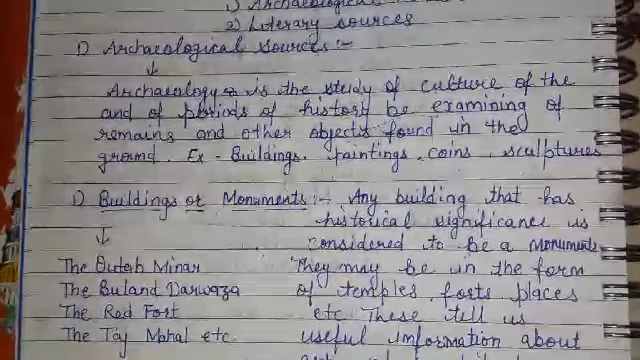 1) Archaeological
2) Literary sources
1) Archaeological sources :-
Archaeology is the study of culture of the
and of periods of history be examining of
remains and other objects found in the
ground. Ex - Buildings. paintings, coins, sculptures
1) Buildings or Monuments :- Any building that has
historical significance is
considered to be a monuments
The Qutab Minar They may be in the form
The Buland Darwaza of temples, forts, places
The Red Fort etc. These tell us
The Taj Mahal etc. useful information about